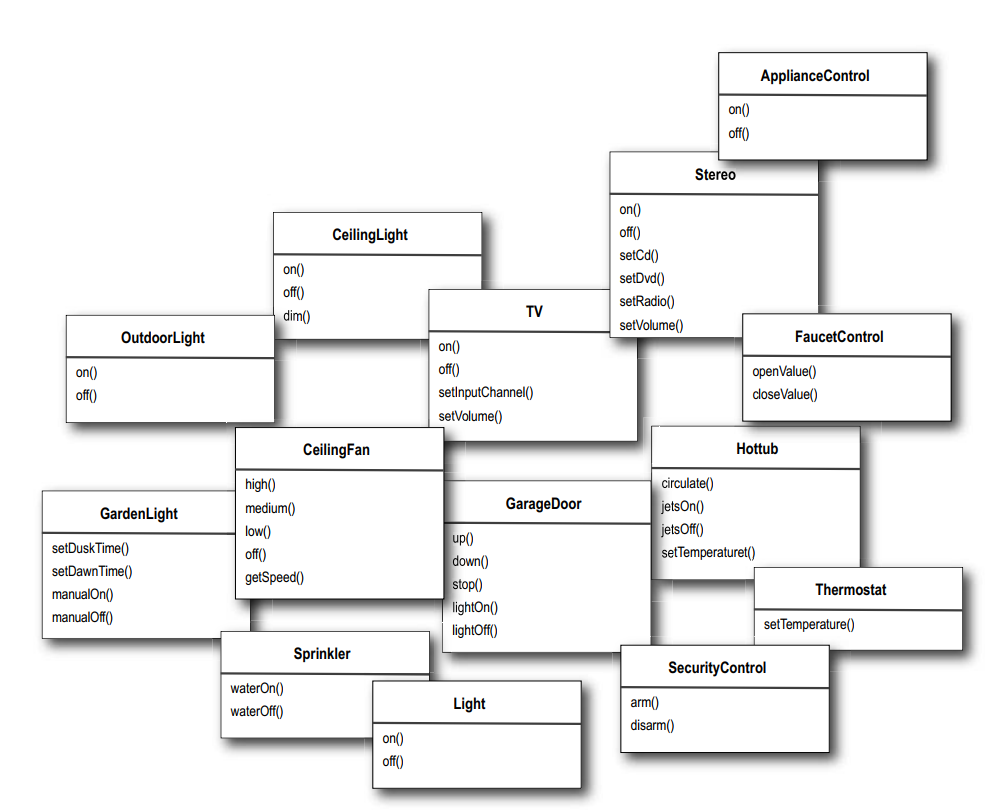 ApplianceControl
on()
off()
Stereo
on()
off()
setCd()
setDvd()
setRadio()
setVolume()
CeilingLight
on()
off()
dim()
TV
on()
off()
setInputChannel()
setVolume()
OutdoorLight
on()
off()
FaucetControl
openValue()
closeValue()
CeilingFan
high()
medium()
low()
off()
getSpeed()
Hottub
circulate()
jetsOn()
jetsOff()
setTemperaturet()
GardenLight
setDuskTime()
setDawnTime()
manualOn()
manualOff()
GarageDoor
up()
down()
stop()
lightOn()
lightOff()
Thermostat
setTemperature()
Sprinkler
waterOn()
waterOff()
SecurityControl
arm()
disarm()
Light
on()
off()